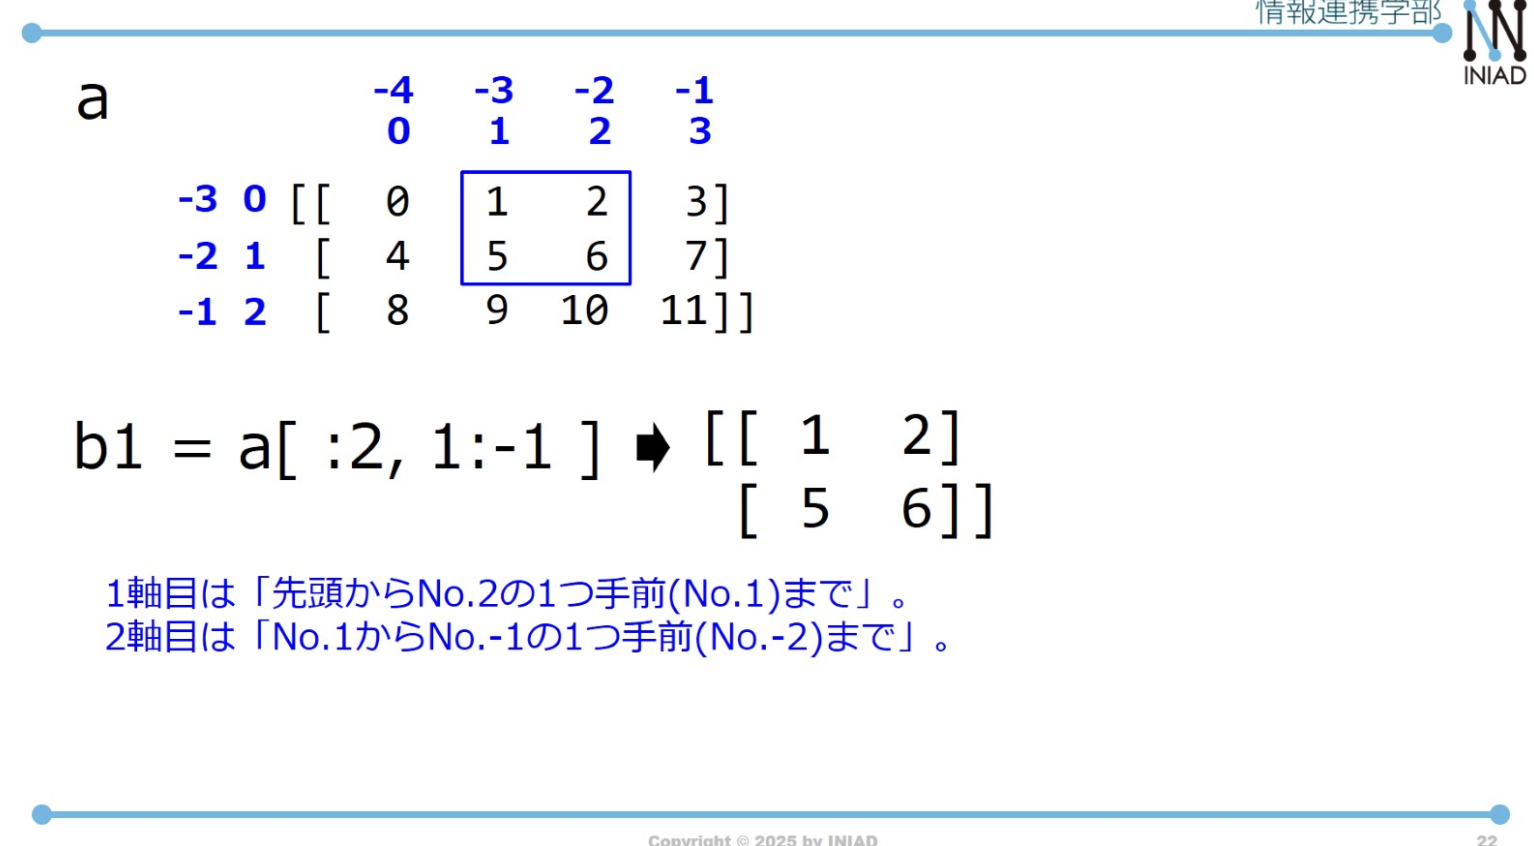 情報連携学部
INIAD
a
-4 -3 -2 -1
0 1 2 3
-3 0 [[ 0 1 2 3]
-2 1 [ 4 5 6 7]
-1 2 [ 8 9 10 11]]
b1 = a[ :2, 1:-1 ] 🡆 [[ 1 2]
[ 5 6]]
1軸目は「先頭からNo.2の1つ手前(No.1)まで」。
2軸目は「No.1からNo.-1の1つ手前(No.-2)まで」。
Copyright © 2025 by INIAD
22